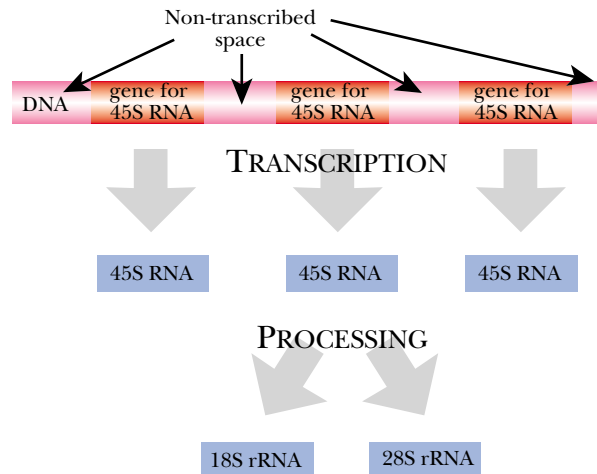 Non-transcribed
space
DNA
gene for
45S RNA
gene for
45S RNA
gene for
45S RNA
TRANSCRIPTION
45S RNA
45S RNA
45S RNA
PROCESSING
18S rRNA
28S rRNA